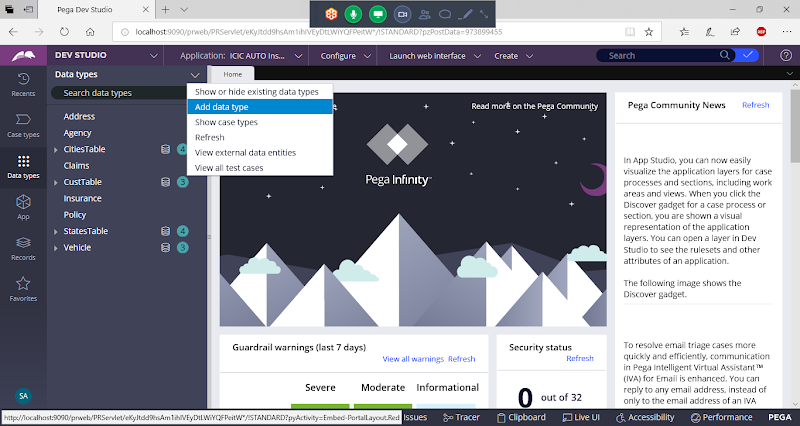 Pega Dev Studio
localhost:9090/prweb/PRServlet/eKyJtdd9hsAm1ihIVEyDtLWiYQFPeitW*/!STANDARD?pzPostData=973899455
DEV STUDIO
Application: ICIC AUTO Ins...
Configure
Launch web interface
Create
Search
Recents
Case types
Data types
App
Records
Favorites
SA
Data types
Search data types
Address
Agency
CitiesTable 4
Claims
CustTable 3
Insurance
Policy
StatesTable 4
Vehicle 3
Home
Show or hide existing data types
Add data type
Show case types
Refresh
View external data entities
View all test cases
Read more on the Pega Community
Pega Infinity™
Guardrail warnings (last 7 days)
View all warnings Refresh
Severe Moderate Informational
Security status
Refresh
0 out of 32
Pega Community News Refresh
In App Studio, you can now easily
visualize the application layers for case
processes and sections, including work
areas and views. When you click the
Discover gadget for a case process or
section, you are shown a visual
representation of the application
layers. You can open a layer in Dev
Studio to see the rulesets and other
attributes of an application.
The following image shows the
Discover gadget.
To resolve email triage cases more
quickly and efficiently, communication
in Pega Intelligent Virtual Assistant™
(IVA) for Email is enhanced. You can
reply to any email address, instead of
only to the email address of an IVA
http://localhost:9090/prweb/PRServlet/eKyJtdd9hsAm1ihIVEyDtLWiYQFPeitW*/!STANDARD?pyActivity=Embed-PortalLayout.Red
Issues
Tracer
Clipboard
Live UI
Accessibility
Performance
PEGA